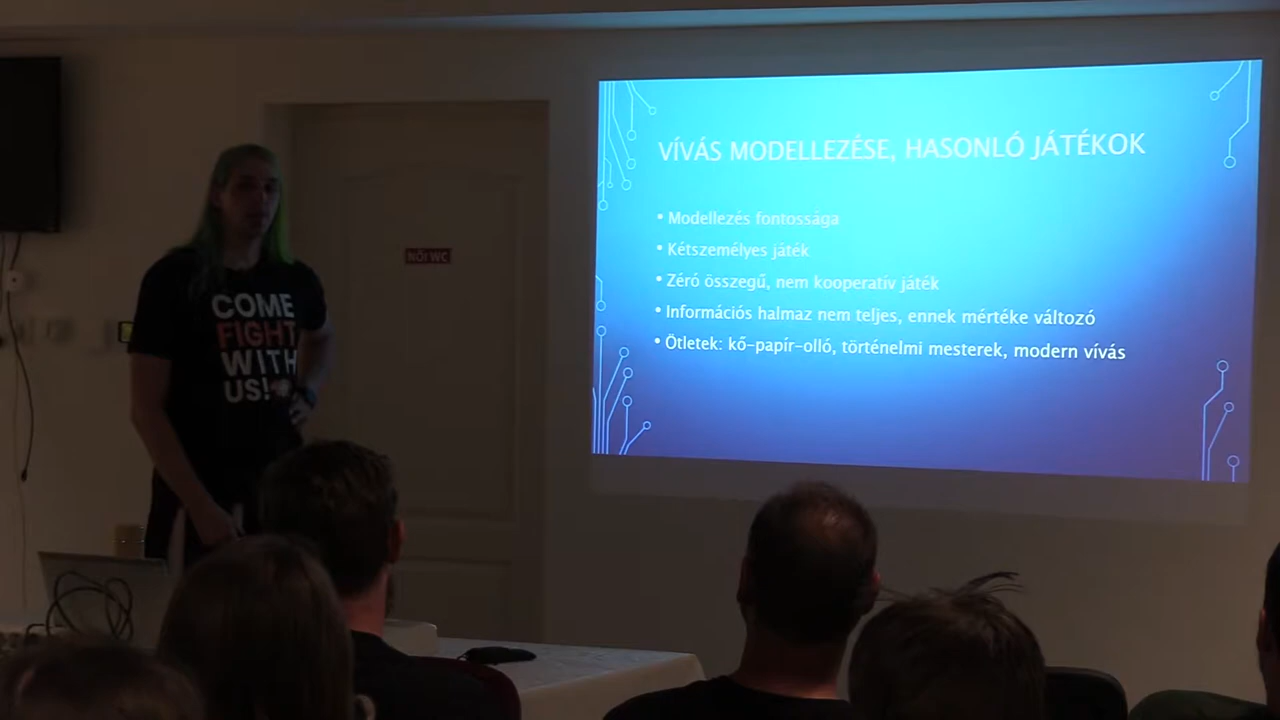 VÍVÁS MODELLEZÉSE, HASONLÓ JÁTÉKOK
• Modellezés fontossága
• Kétszemélyes játék
• Zéró összegű, nem kooperatív játék
• Információs halmaz nem teljes, ennek mértéke változó
• Ötletek: kő-papír-olló, történelmi mesterek, modern vívás
NŐI WC
COME
FIGHT
WITH
US!